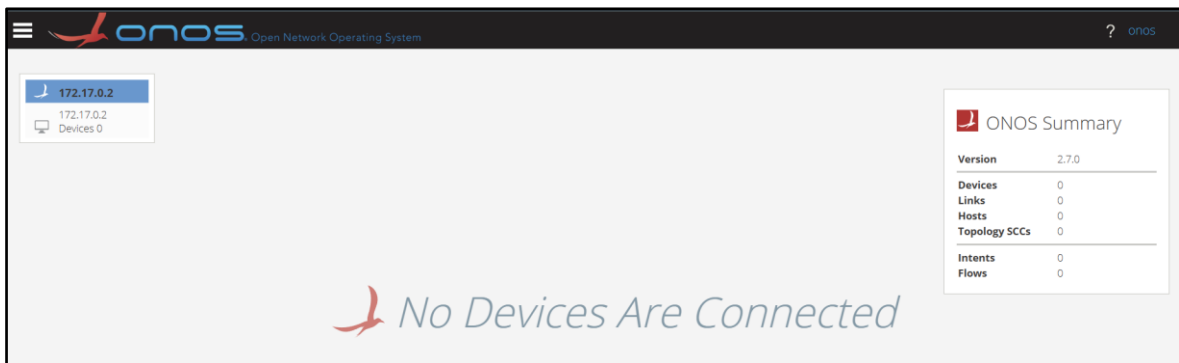 onos Open Network Operating System
? onos
172.17.0.2
172.17.0.2
Devices 0
ONOS Summary
Version 2.7.0
Devices 0
Links 0
Hosts 0
Topology SCCs 0
Intents 0
Flows 0
No Devices Are Connected